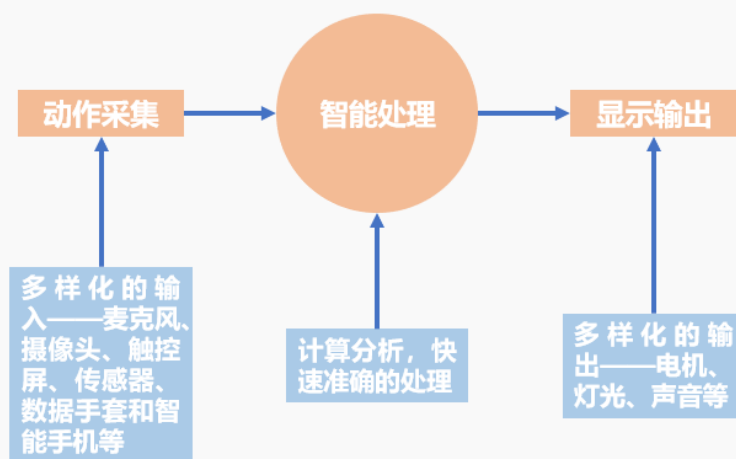 动作采集
智能处理
显示输出
多样化的输
入——麦克风、
摄像头、触控
屏、传感器、
数据手套和智
能手机等
计算分析，快
速准确的处理
多样化的输
出——电机、
灯光、声音等